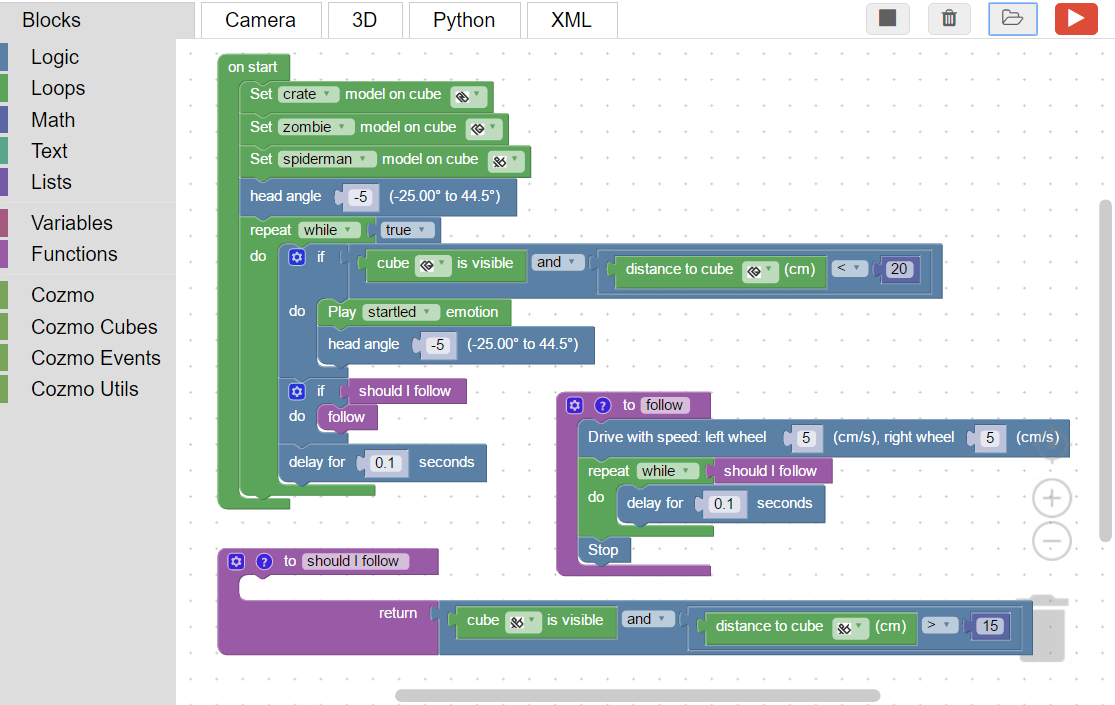 Blocks
Camera
3D
Python
XML
Logic
Loops
Math
Text
Lists
Variables
Functions
Cozmo
Cozmo Cubes
Cozmo Events
Cozmo Utils
on start
Set crate model on cube
Set zombie model on cube
Set spiderman model on cube
head angle -5 (-25.00° to 44.5°)
repeat while true
do if cube is visible and distance to cube (cm) < 20
do Play startled emotion
head angle -5 (-25.00° to 44.5°)
if should I follow
do follow
delay for 0.1 seconds
? to follow
Drive with speed: left wheel 5 (cm/s), right wheel 5 (cm/s)
repeat while should I follow
do delay for 0.1 seconds
Stop
? to should I follow
return cube is visible and distance to cube (cm) > 15